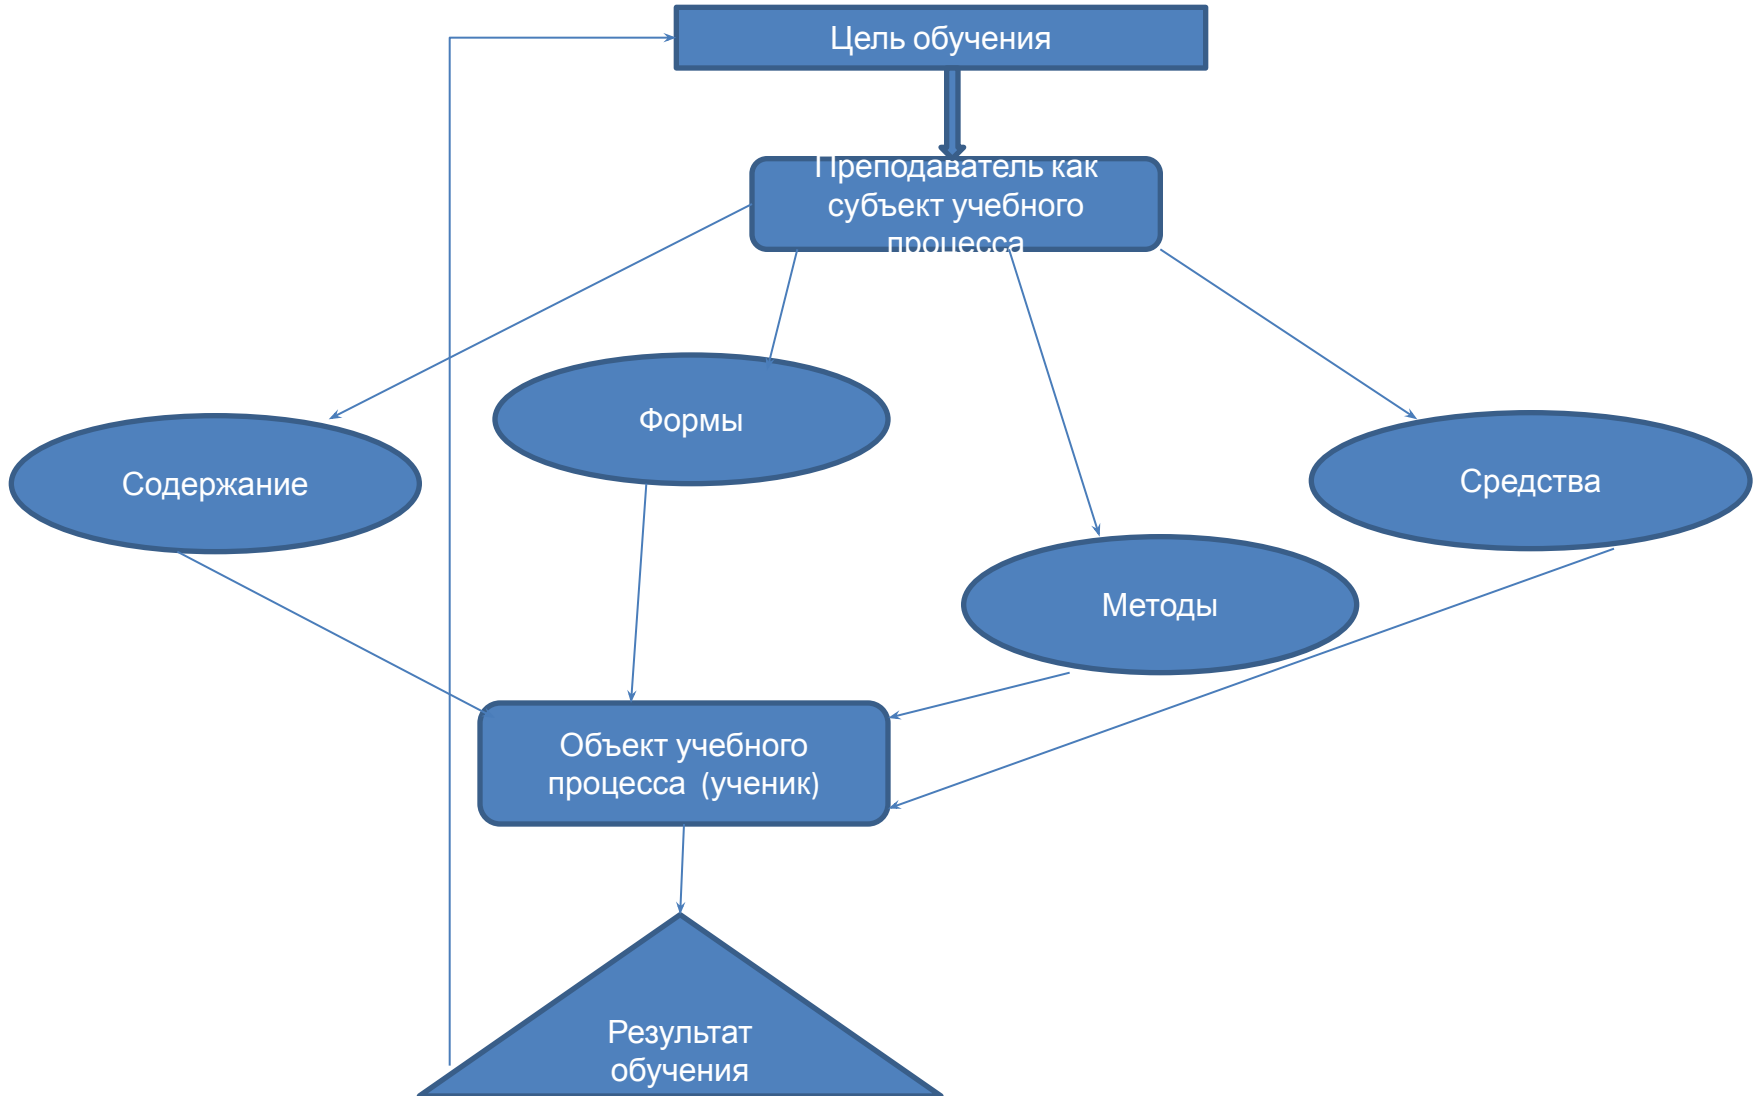 Цель обучения
Преподаватель как
субъект учебного
процесса
Формы
Содержание
Средства
Методы
Объект учебного
процесса (ученик)
Результат
обучения